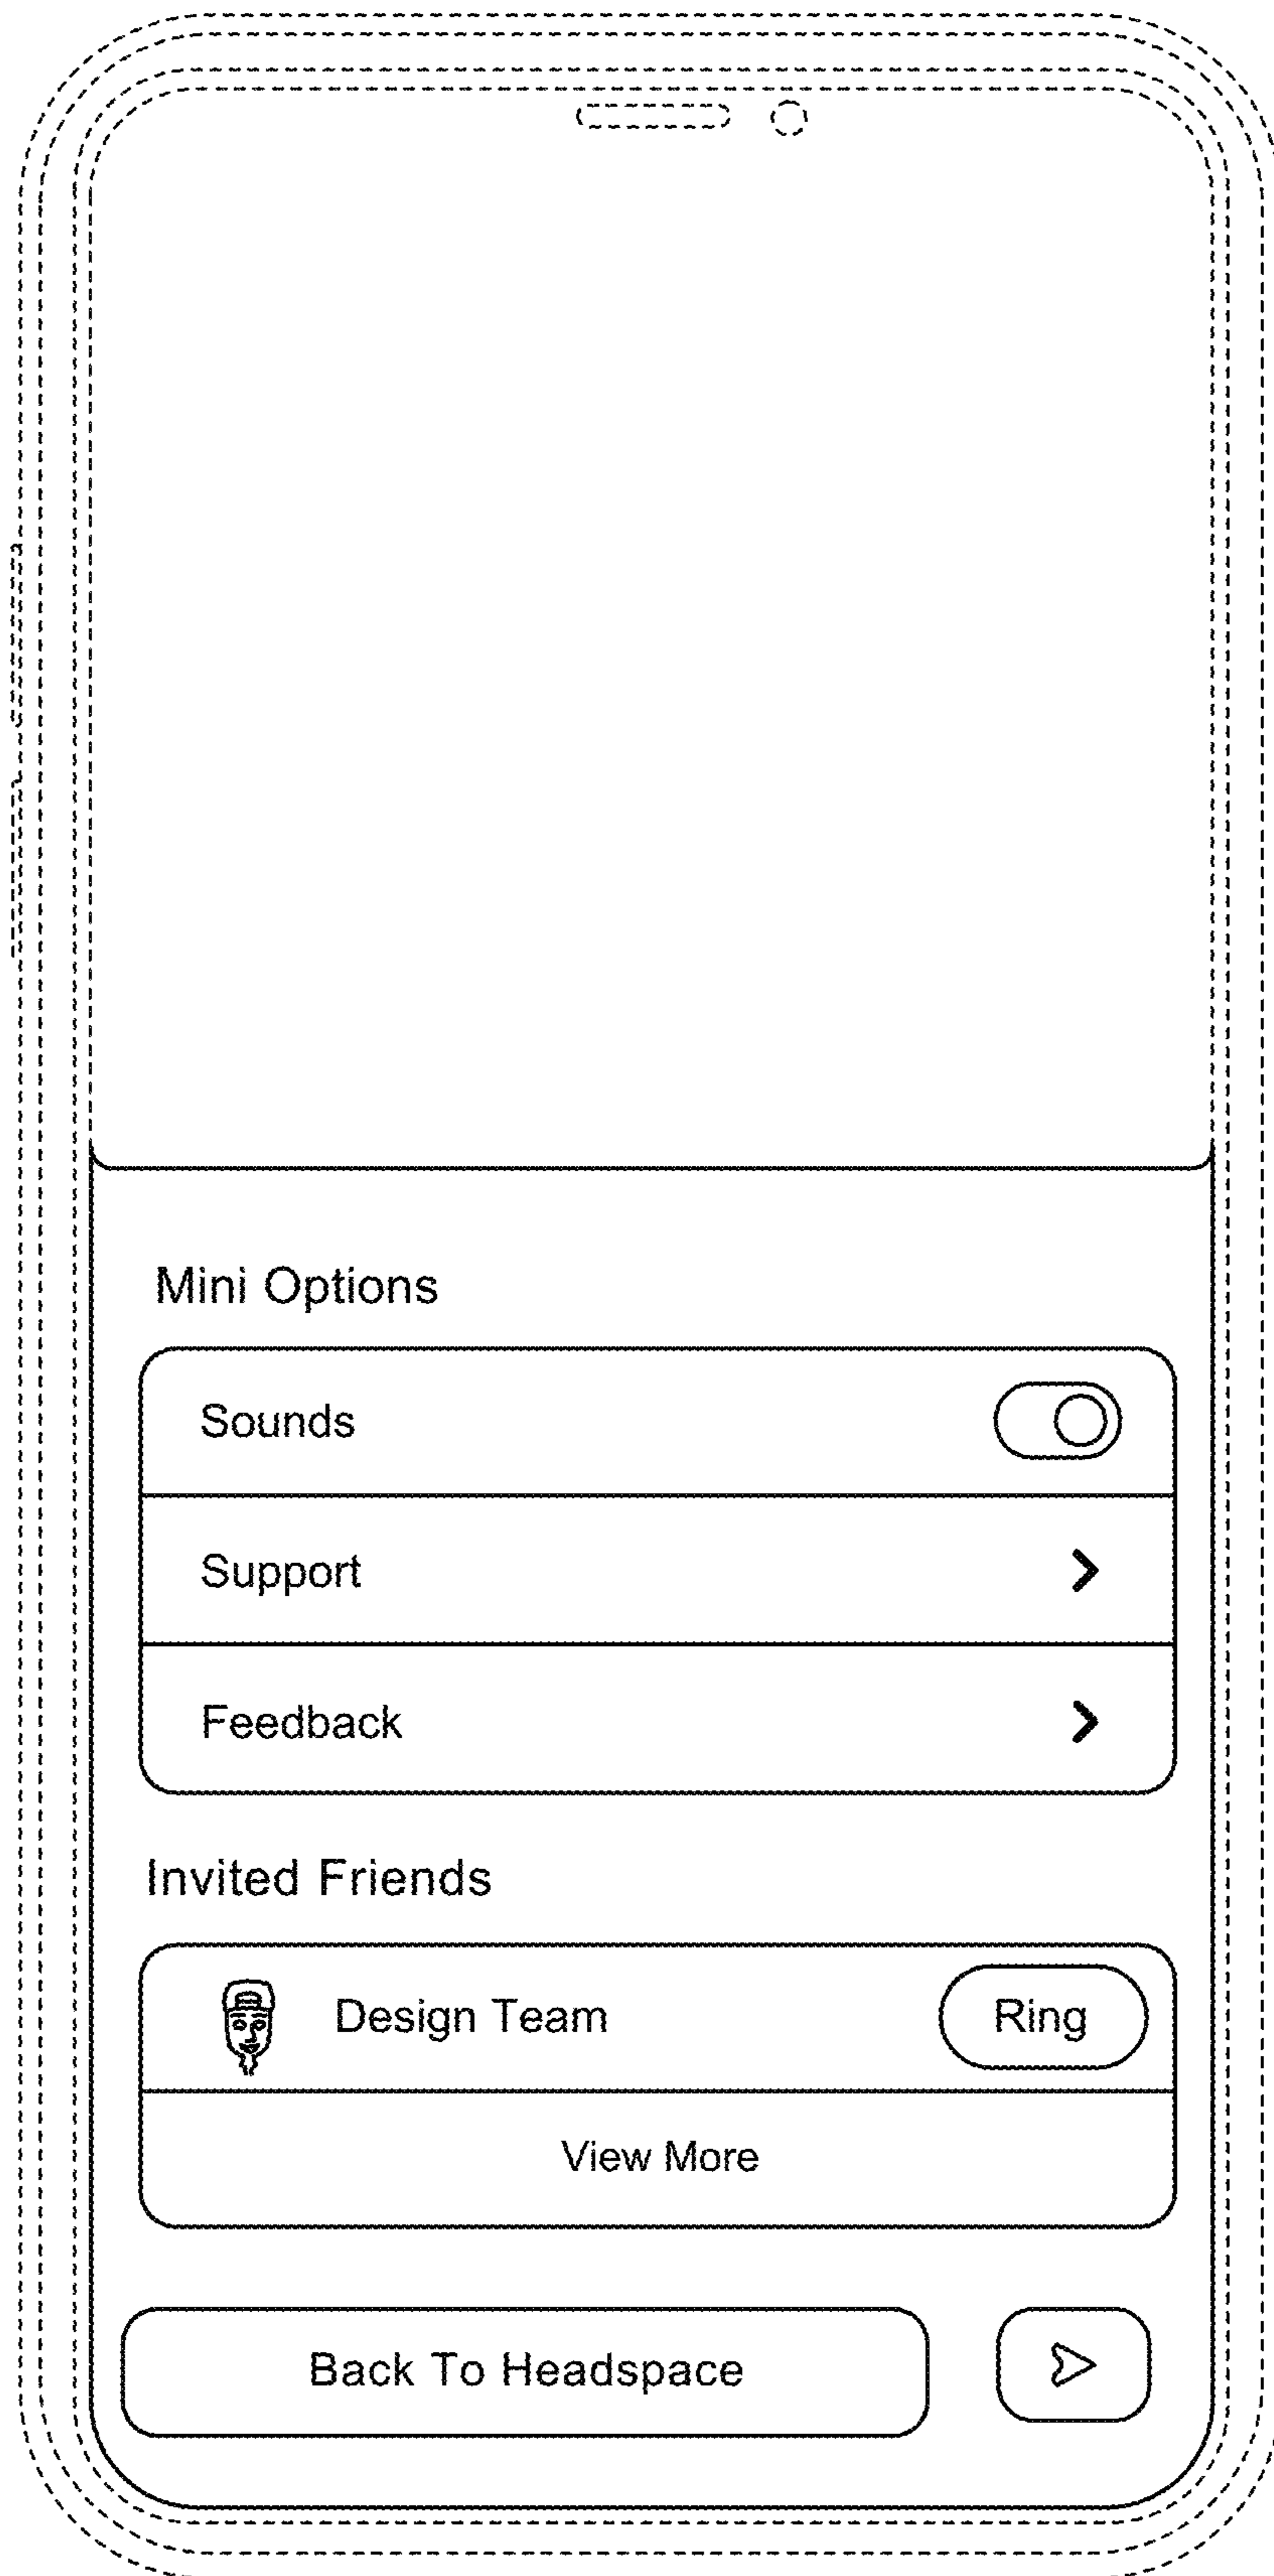 Mini Options
Sounds
Support
Feedback
Invited Friends
Design Team Ring
View More
Back To Headspace